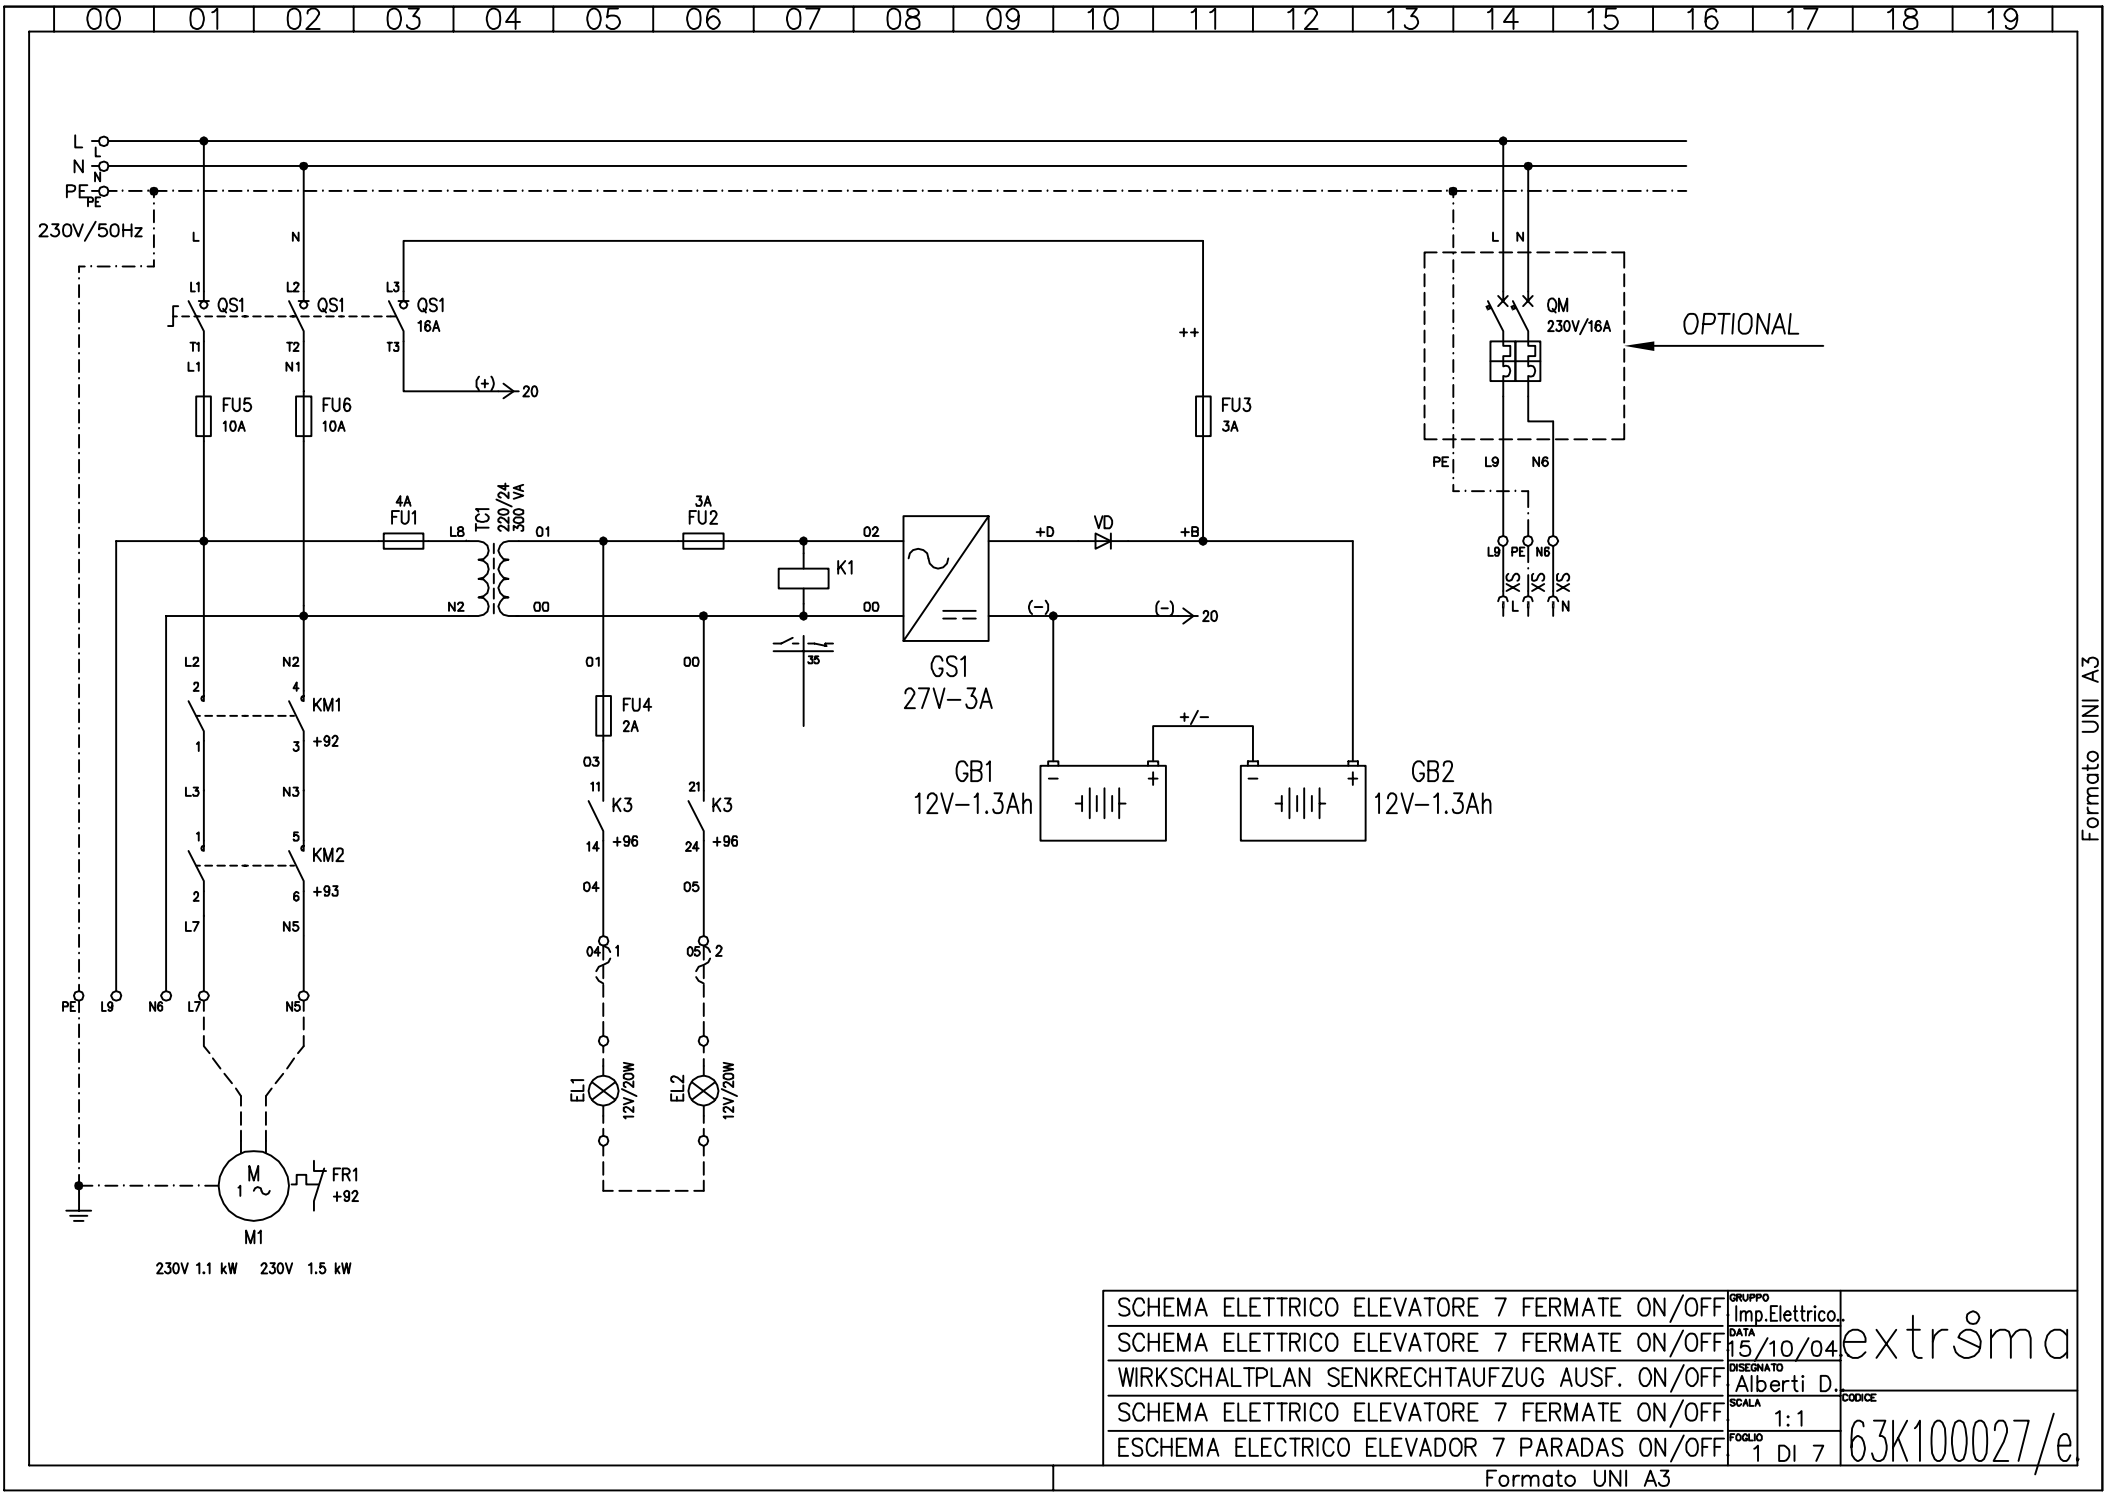 00 01 02 03 04 05 06 07 08 09 10 11 12 13 14 15 16 17 18 19
L
L
N
N
PE
PE
230V/50Hz
L
N
L N
L1
L2
L3
QS1
QS1
QS1
16A
T1
T2
T3
L1
N1
(+)
20
++
QM
230V/16A
OPTIONAL
FU5
10A
FU6
10A
FU3
3A
PE
L9
N6
4A
FU1
L8
TC1
220/24
300 VA
01
3A
FU2
02
+D
VD
+B
K1
N2
00
00
(-)
(-)
20
L9 PE N6
XS XS XS
L N
35
GS1
27V-3A
L2
N2
01
00
2
4
KM1
+92
1
3
FU4
2A
+/-
L3
N3
03
11
21
K3
+96
K3
+96
14
24
GB1
12V-1.3Ah
- +
- +
GB2
12V-1.3Ah
1
5
KM2
+93
2
6
04
05
L7
N5
04 1
05 2
PE
L9
N6
L7
N5
EL1
12V/20W
EL2
12V/20W
M
1
FR1
+92
M1
230V 1.1 kW 230V 1.5 kW
Formato UNI A3
SCHEMA ELETTRICO ELEVATORE 7 FERMATE ON/OFF
SCHEMA ELETTRICO ELEVATORE 7 FERMATE ON/OFF
WIRKSCHALTPLAN SENKRECHTAUFZUG AUSF. ON/OFF
SCHEMA ELETTRICO ELEVATORE 7 FERMATE ON/OFF
ESCHEMA ELECTRICO ELEVADOR 7 PARADAS ON/OFF
GRUPPO
Imp.Elettrico.
DATA
15/10/04
DISEGNATO
Alberti D.
SCALA
1:1
FOGLIO
1 DI 7
extrema
CODICE
63K100027/e
Formato UNI A3